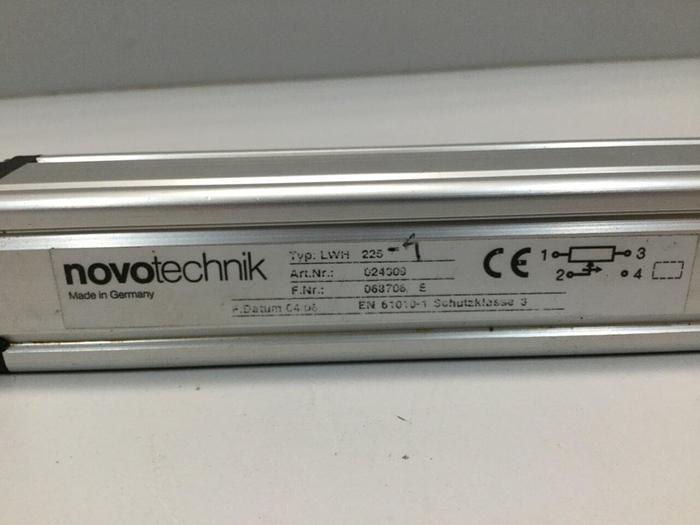 novotechnik
Made in Germany
Typ: LWH 225
Art.Nr.: 024309
F.Nr.: 068706
F.Datum 04.06 EN 61010-1 Schutzklasse 3
CE
1 3
2 4